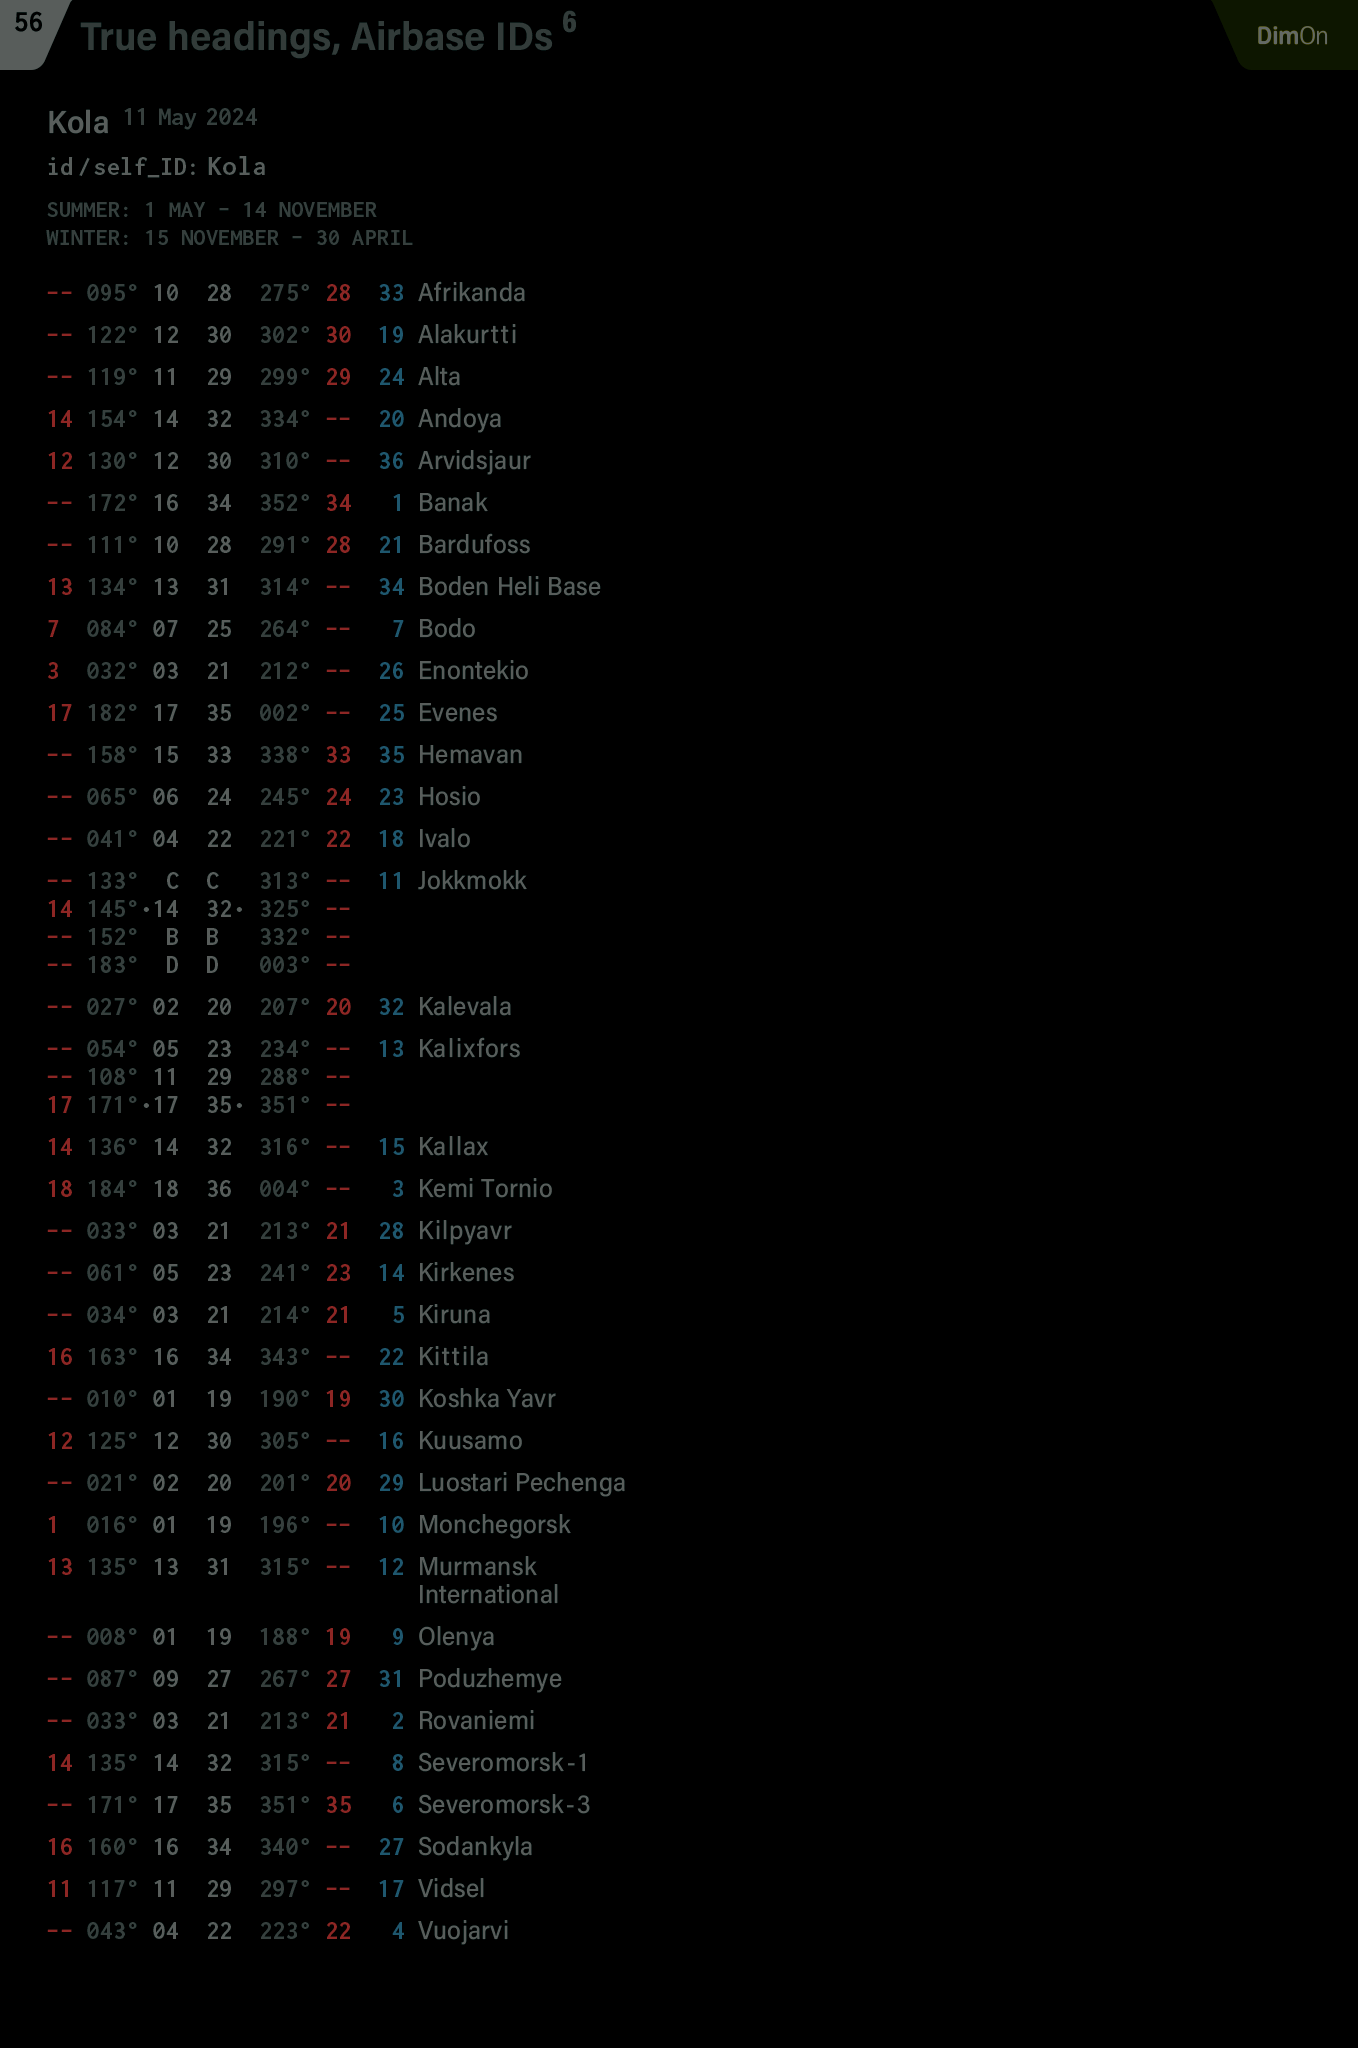 56 True headings, Airbase IDs 6 DimOn
Kola 11 May 2024
id/self_ID: Kola
SUMMER: 1 MAY – 14 NOVEMBER
WINTER: 15 NOVEMBER – 30 APRIL
-- 095° 10 28 275° 28 33 Afrikanda
-- 122° 12 30 302° 30 19 Alakurtti
-- 119° 11 29 299° 29 24 Alta
14 154° 14 32 334° -- 20 Andoya
12 130° 12 30 310° -- 36 Arvidsjaur
-- 172° 16 34 352° 34 1 Banak
-- 111° 10 28 291° 28 21 Bardufoss
13 134° 13 31 314° -- 34 Boden Heli Base
7 084° 07 25 264° -- 7 Bodo
3 032° 03 21 212° -- 26 Enontekio
17 182° 17 35 002° -- 25 Evenes
-- 158° 15 33 338° 33 35 Hemavan
-- 065° 06 24 245° 24 23 Hosio
-- 041° 04 22 221° 22 18 Ivalo
-- 133° C C 313° -- 11 Jokkmokk
14 145° •14 32• 325° --
-- 152° B B 332° --
-- 183° D D 003° --
-- 027° 02 20 207° 20 32 Kalevala
-- 054° 05 23 234° -- 13 Kalixfors
-- 108° 11 29 288° --
17 171° •17 35• 351° --
14 136° 14 32 316° -- 15 Kallax
18 184° 18 36 004° -- 3 Kemi Tornio
-- 033° 03 21 213° 21 28 Kilpyavr
-- 061° 05 23 241° 23 14 Kirkenes
-- 034° 03 21 214° 21 5 Kiruna
16 163° 16 34 343° -- 22 Kittila
-- 010° 01 19 190° 19 30 Koshka Yavr
12 125° 12 30 305° -- 16 Kuusamo
-- 021° 02 20 201° 20 29 Luostari Pechenga
1 016° 01 19 196° -- 10 Monchegorsk
13 135° 13 31 315° -- 12 Murmansk
International
-- 008° 01 19 188° 19 9 Olenya
-- 087° 09 27 267° 27 31 Poduzhemye
-- 033° 03 21 213° 21 2 Rovaniemi
14 135° 14 32 315° -- 8 Severomorsk-1
-- 171° 17 35 351° 35 6 Severomorsk-3
16 160° 16 34 340° -- 27 Sodankyla
11 117° 11 29 297° -- 17 Vidsel
-- 043° 04 22 223° 22 4 Vuojarvi